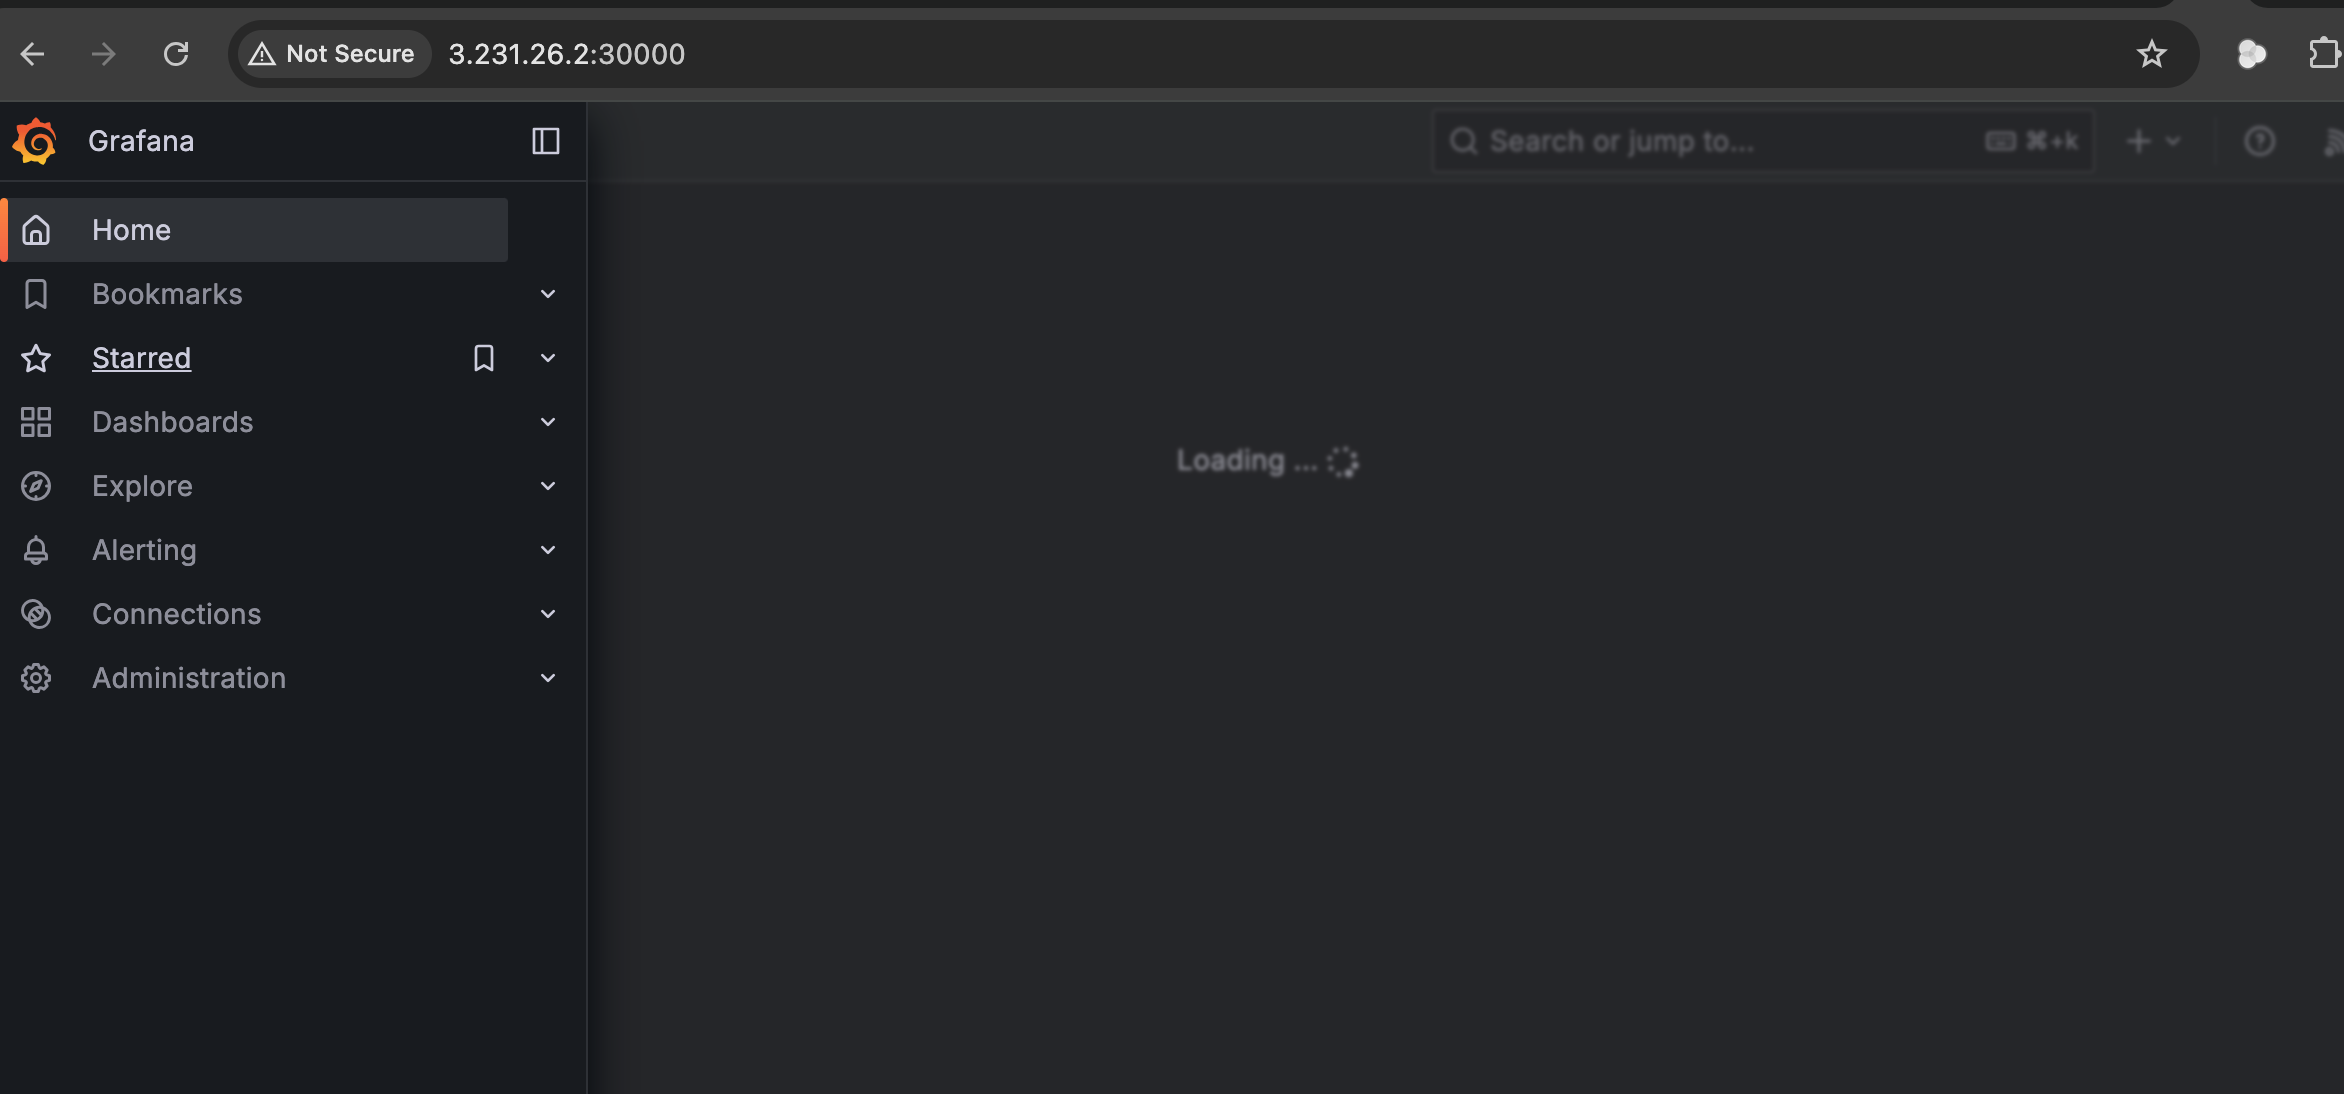 Not Secure
3.231.26.2:30000
Grafana
Search or jump to...
⌘+k
Home
Bookmarks
Starred
Dashboards
Explore
Alerting
Connections
Administration
Loading ...